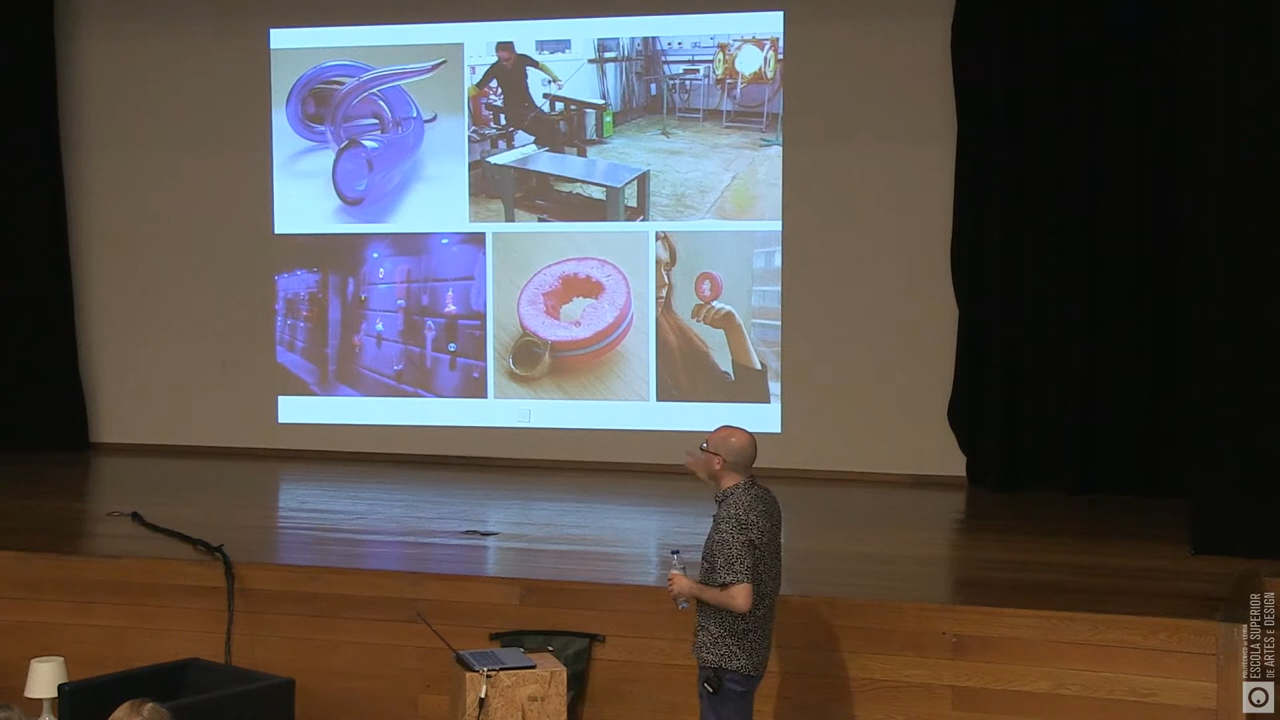 POLITÉCNICO DE LEIRIA
ESCOLA SUPERIOR
DE ARTES E DESIGN